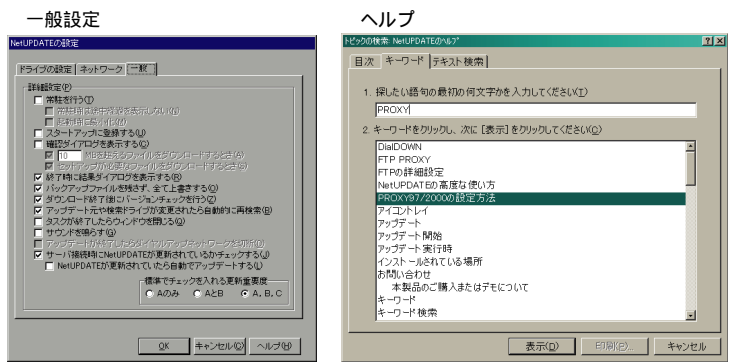 一般設定
NetUPDATEの設定
ドライブの設定 ネットワーク 一般
詳細設定(P)
常駐を行う(T)
スタートアップに登録する(U)
確認ダイアログを表示する(C)
10 MBを超えるファイルをダウンロードするとき(A)
終了時に結果ダイアログを表示する(R)
バックアップファイルを残さず、全て上書きする(O)
ダウンロード終了後にバージョンチェックを行う(Z)
アップデート元や検索ドライブが変更されたら自動的に再検索(B)
タスクが終了したらウィンドウを閉じる(Q)
サウンドを鳴らす(G)
サーバ接続時にNetUPDATEが更新されているかチェックする(J)
NetUPDATEが更新されていたら自動でアップデートする(L)
標準でチェックを入れる更新重要度
Aのみ AとB A, B, C
OK キャンセル(C) ヘルプ(H)
ヘルプ
トピックの検索: NetUPDATEのヘルプ
目次 キーワード テキスト検索
1. 探したい語句の最初の何文字かを入力してください(T)
PROXY
2. キーワードをクリックし、次に [表示] をクリックしてください(C)
DialDOWN
FTP PROXY
FTPの詳細設定
NetUPDATEの高度な使い方
PROXY97/2000の設定方法
アイコントレイ
アップデート
アップデート開始
アップデート実行時
インストールされている場所
お問い合わせ
本製品のご購入またはデモについて
キーワード
キーワード検索
表示(D) 印刷(P)... キャンセル